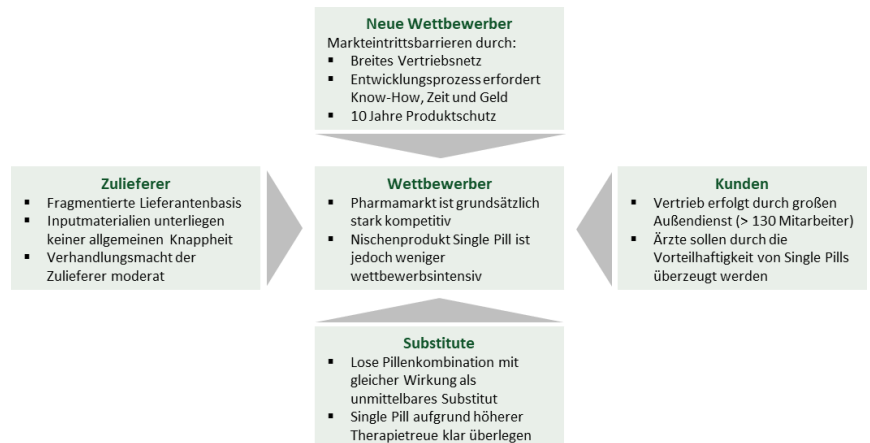 Neue Wettbewerber
Markteintrittsbarrieren durch:
▪ Breites Vertriebsnetz
▪ Entwicklungsprozess erfordert
Know-How, Zeit und Geld
▪ 10 Jahre Produktschutz
Zulieferer
▪ Fragmentierte Lieferantenbasis
▪ Inputmaterialien unterliegen
keiner allgemeinen Knappheit
▪ Verhandlungsmacht der
Zulieferer moderat
Wettbewerber
▪ Pharmamarkt ist grundsätzlich
stark kompetitiv
▪ Nischenprodukt Single Pill ist
jedoch weniger
wettbewerbsintensiv
Kunden
▪ Vertrieb erfolgt durch großen
Außendienst (> 130 Mitarbeiter)
▪ Ärzte sollen durch die
Vorteilhaftigkeit von Single Pills
überzeugt werden
Substitute
▪ Lose Pillenkombination mit
gleicher Wirkung als
unmittelbares Substitut
▪ Single Pill aufgrund höherer
Therapietreue klar überlegen